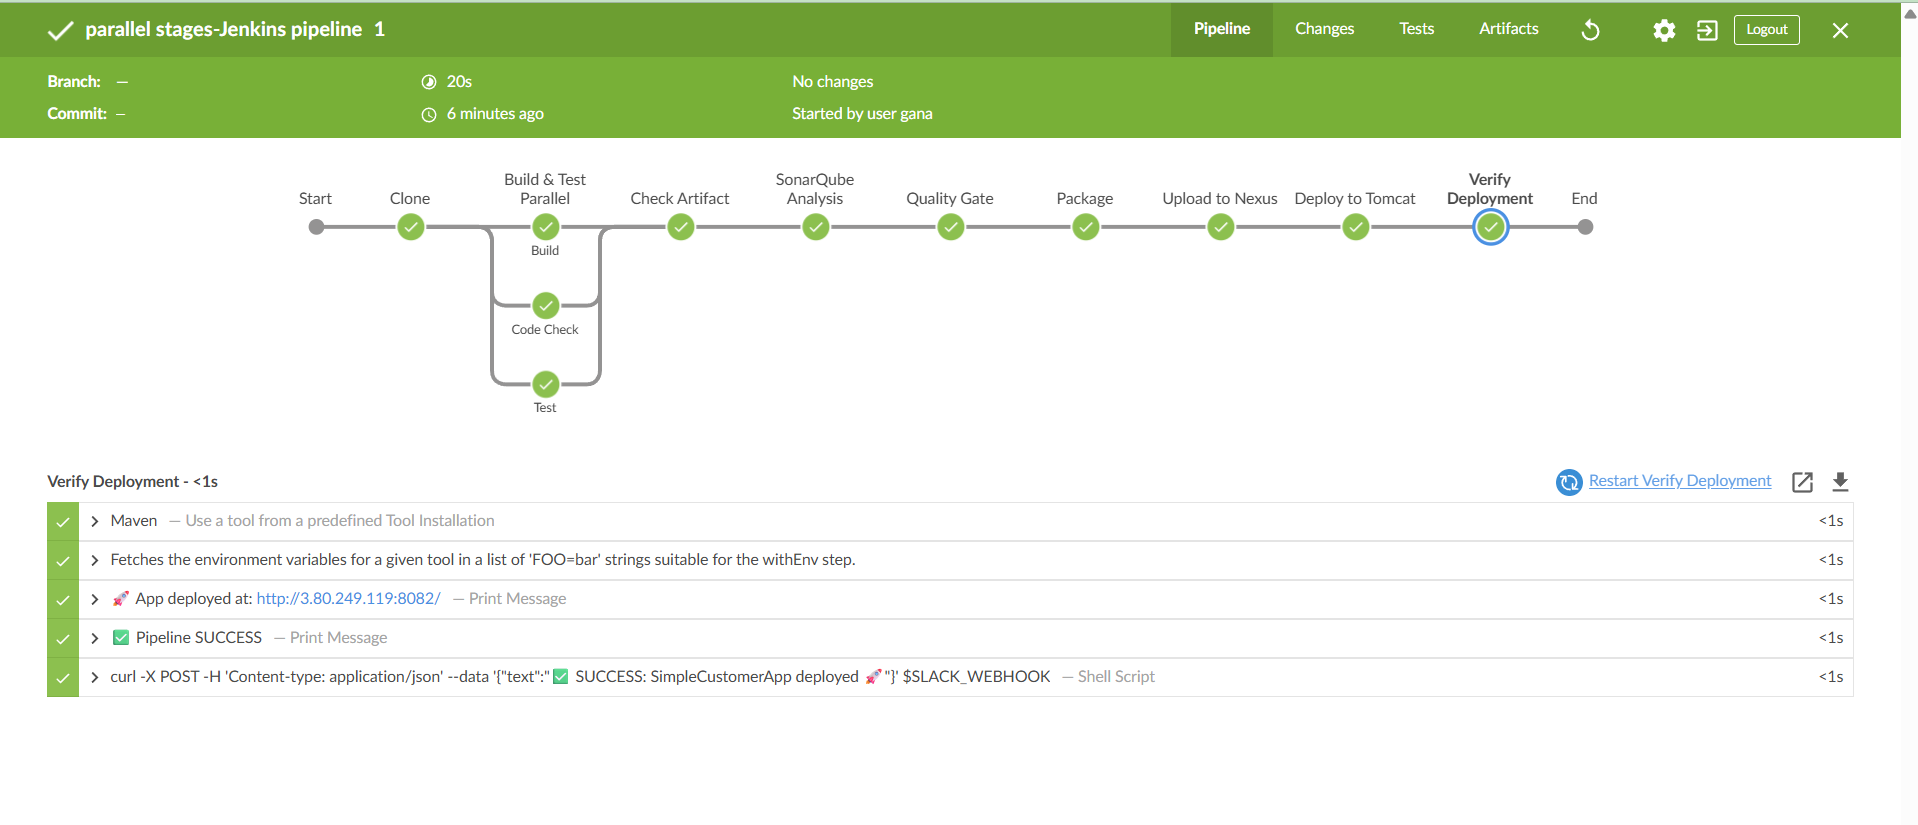 parallel stages-Jenkins pipeline 1
Pipeline Changes Tests Artifacts Logout
Branch: — 20s No changes
Commit: — 6 minutes ago Started by user gana
Start
Clone
Build & Test
Parallel
Check Artifact
SonarQube
Analysis
Quality Gate
Package
Upload to Nexus
Deploy to Tomcat
Verify
Deployment
End
Build
Code Check
Test
Verify Deployment - <1s Restart Verify Deployment
Maven — Use a tool from a predefined Tool Installation <1s
Fetches the environment variables for a given tool in a list of 'FOO=bar' strings suitable for the withEnv step. <1s
🚀 App deployed at: http://3.80.249.119:8082/ — Print Message <1s
✅ Pipeline SUCCESS — Print Message <1s
curl -X POST -H 'Content-type: application/json' --data '{"text":"✅ SUCCESS: SimpleCustomerApp deployed 🚀"}' $SLACK_WEBHOOK — Shell Script <1s